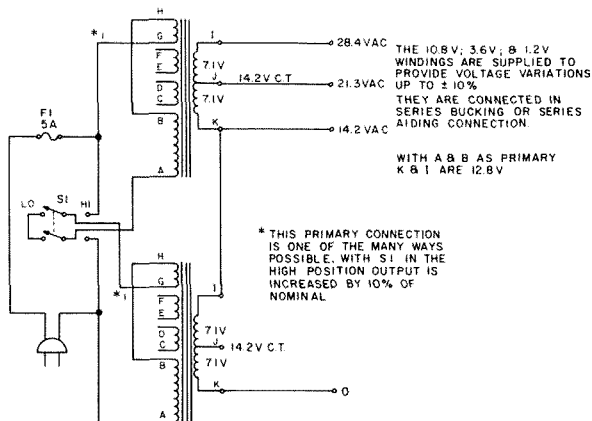 H
* 1
G
F
E
D
C
B
A
I
7.1V
J
14.2V C.T.
7.1V
K
28.4VAC
21.3VAC
14.2VAC
THE 10.8V; 3.6V; & 1.2V
WINDINGS ARE SUPPLIED TO
PROVIDE VOLTAGE VARIATIONS
UP TO ± 10%
THEY ARE CONNECTED IN
SERIES BUCKING OR SERIES
AIDING CONNECTION.
WITH A & B AS PRIMARY
K & I ARE 12.8V
F1
5A
LO
S1
HI
* THIS PRIMARY CONNECTION
IS ONE OF THE MANY WAYS
POSSIBLE. WITH S1 IN THE
HIGH POSITION OUTPUT IS
INCREASED BY 10% OF
NOMINAL
H
G
* 1
F
E
D
C
B
A
I
7.1V
J
14.2V C.T.
7.1V
K
0